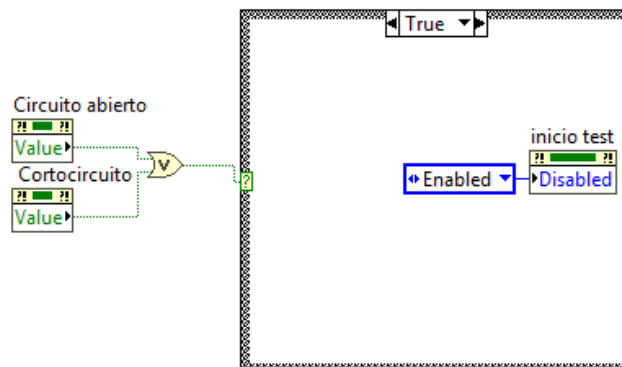 True
Circuito abierto
?! ?!
Value
Cortocircuito
?! ?!
Value
V
?
inicio test
?! ?!
Enabled
Disabled